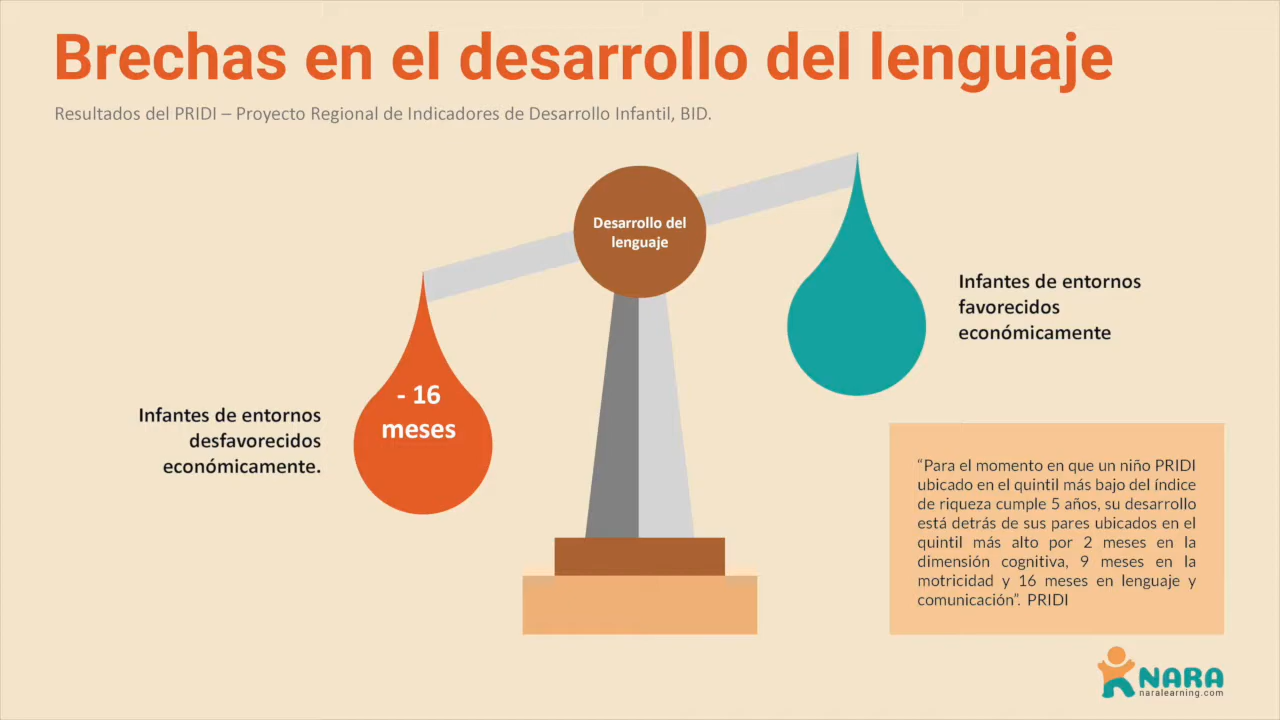 Brechas en el desarrollo del lenguaje
Resultados del PRIDI – Proyecto Regional de Indicadores de Desarrollo Infantil, BID.
Desarrollo del
lenguaje
Infantes de entornos
favorecidos
económicamente
- 16
meses
Infantes de entornos
desfavorecidos
económicamente.
“Para el momento en que un niño PRIDI
ubicado en el quintil más bajo del índice
de riqueza cumple 5 años, su desarrollo
está detrás de sus pares ubicados en el
quintil más alto por 2 meses en la
dimensión cognitiva, 9 meses en la
motricidad y 16 meses en lenguaje y
comunicación”. PRIDI
NARA
naralearning.com